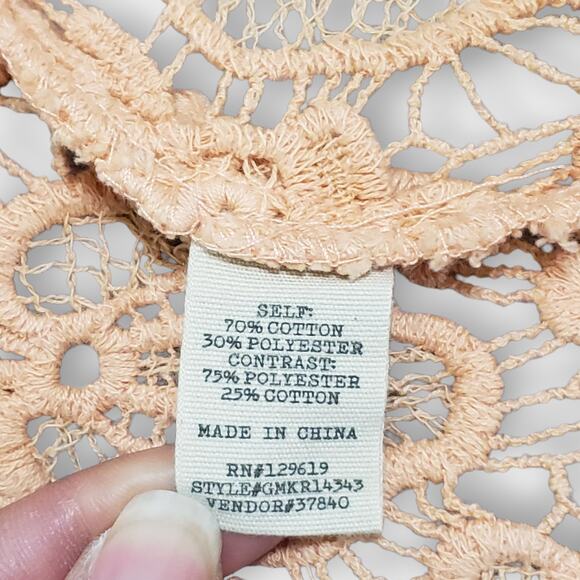 SELF:
70% COTTON
30% POLYESTER
CONTRAST:
75% POLYESTER
25% COTTON
MADE IN CHINA
RN#129619
STYLE#GMKR14343
VENDOR#37840